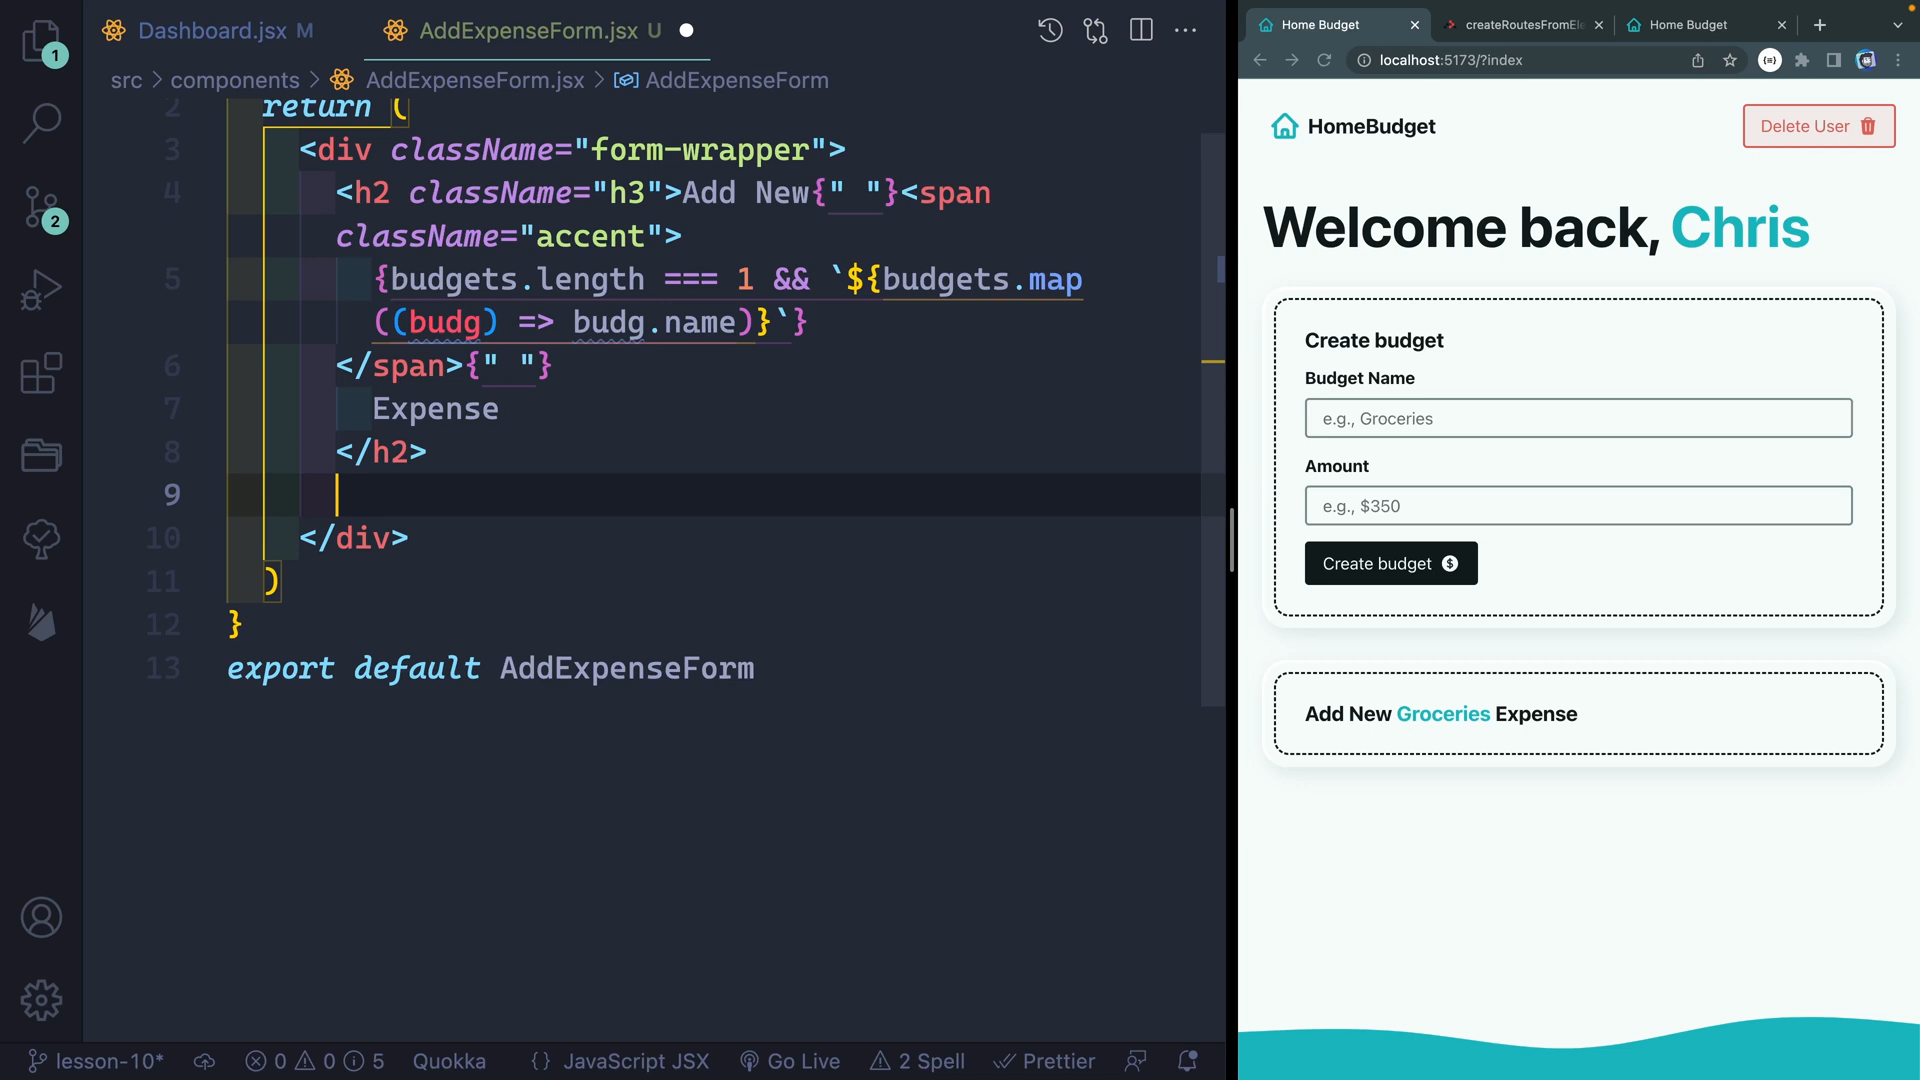 Dashboard.jsx M
AddExpenseForm.jsx U
src > components > AddExpenseForm.jsx > AddExpenseForm
2 return (
3 <div className="form-wrapper">
4 <h2 className="h3">Add New{" "}<span
className="accent">
5 {budgets.length === 1 && `${budgets.map
((budg) => budg.name)}`}
6 </span>{" "}
7 Expense
8 </h2>
9
10 </div>
11 )
12 }
13 export default AddExpenseForm
1
2
lesson-10* 0 0 5 Quokka {} JavaScript JSX Go Live 2 Spell Prettier
Home Budget
createRoutesFromEle
Home Budget
localhost:5173/?index
HomeBudget
Delete User
Welcome back, Chris
Create budget
Budget Name
e.g., Groceries
Amount
e.g., $350
Create budget $
Add New Groceries Expense